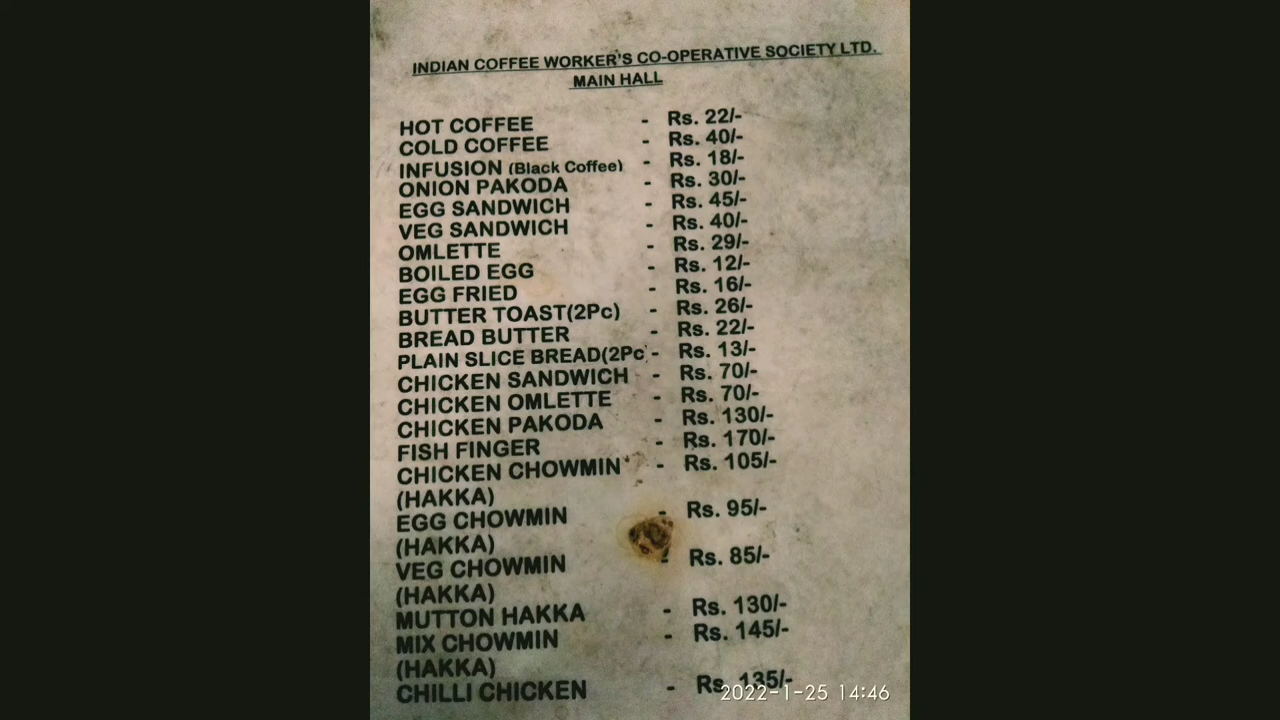 INDIAN COFFEE WORKER'S CO-OPERATIVE SOCIETY LTD.
MAIN HALL
HOT COFFEE - Rs. 22/-
COLD COFFEE - Rs. 40/-
INFUSION (Black Coffee) - Rs. 18/-
ONION PAKODA - Rs. 30/-
EGG SANDWICH - Rs. 45/-
VEG SANDWICH - Rs. 40/-
OMLETTE - Rs. 29/-
BOILED EGG - Rs. 12/-
EGG FRIED - Rs. 16/-
BUTTER TOAST(2Pc) - Rs. 26/-
BREAD BUTTER - Rs. 22/-
PLAIN SLICE BREAD(2Pc) - Rs. 13/-
CHICKEN SANDWICH - Rs. 70/-
CHICKEN OMLETTE - Rs. 70/-
CHICKEN PAKODA - Rs. 130/-
FISH FINGER - Rs. 170/-
CHICKEN CHOWMIN - Rs. 105/-
(HAKKA)
EGG CHOWMIN - Rs. 95/-
(HAKKA)
VEG CHOWMIN - Rs. 85/-
(HAKKA)
MUTTON HAKKA - Rs. 130/-
MIX CHOWMIN - Rs. 145/-
(HAKKA)
CHILLI CHICKEN - Rs. 135/-
2022-1-25 14:46